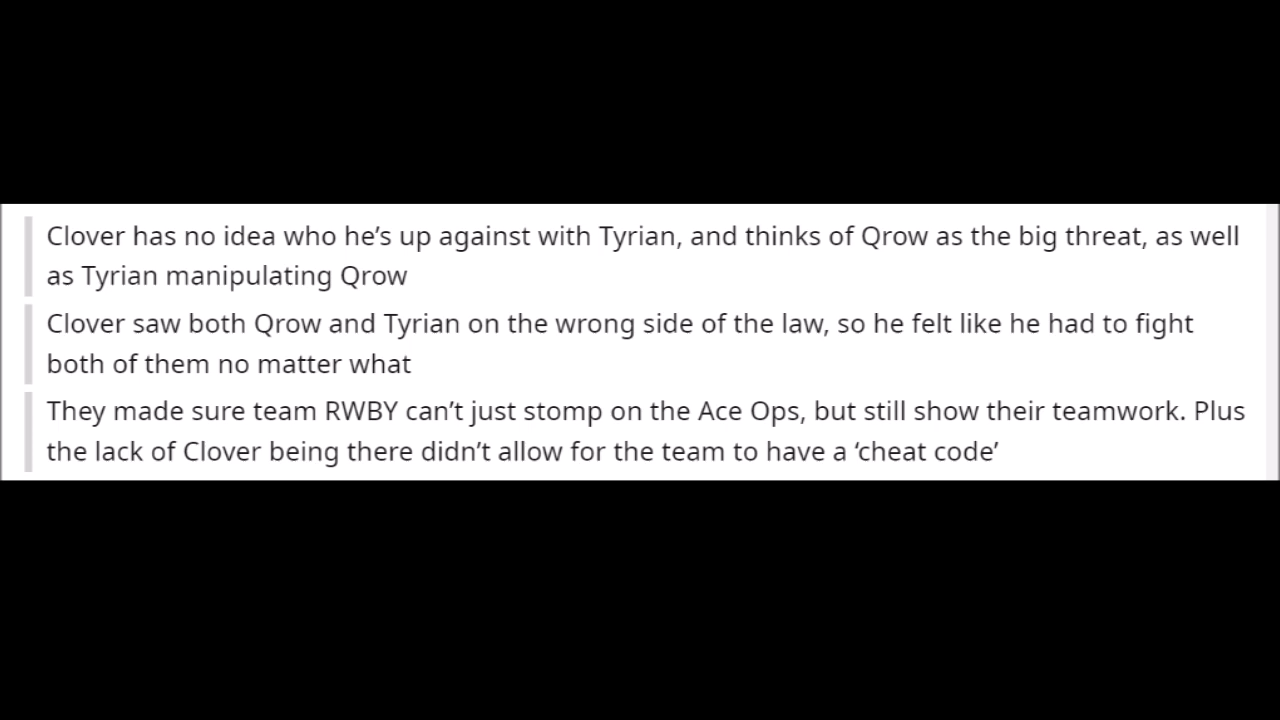 Clover has no idea who he’s up against with Tyrian, and thinks of Qrow as the big threat, as well
as Tyrian manipulating Qrow
Clover saw both Qrow and Tyrian on the wrong side of the law, so he felt like he had to fight
both of them no matter what
They made sure team RWBY can’t just stomp on the Ace Ops, but still show their teamwork. Plus
the lack of Clover being there didn’t allow for the team to have a ‘cheat code’